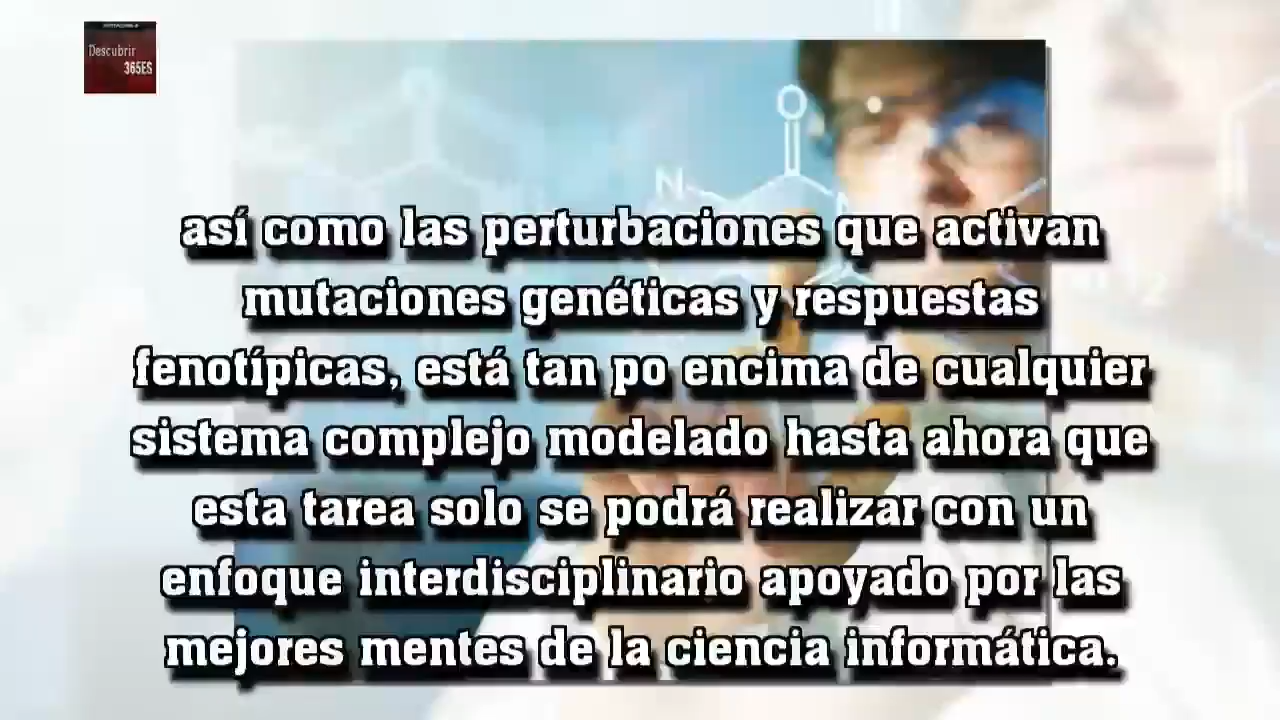 Descubrir
365ES
O
N
así como las perturbaciones que activan
mutaciones genéticas y respuestas
fenotípicas, está tan po encima de cualquier
sistema complejo modelado hasta ahora que
esta tarea solo se podrá realizar con un
enfoque interdisciplinario apoyado por las
mejores mentes de la ciencia informática.